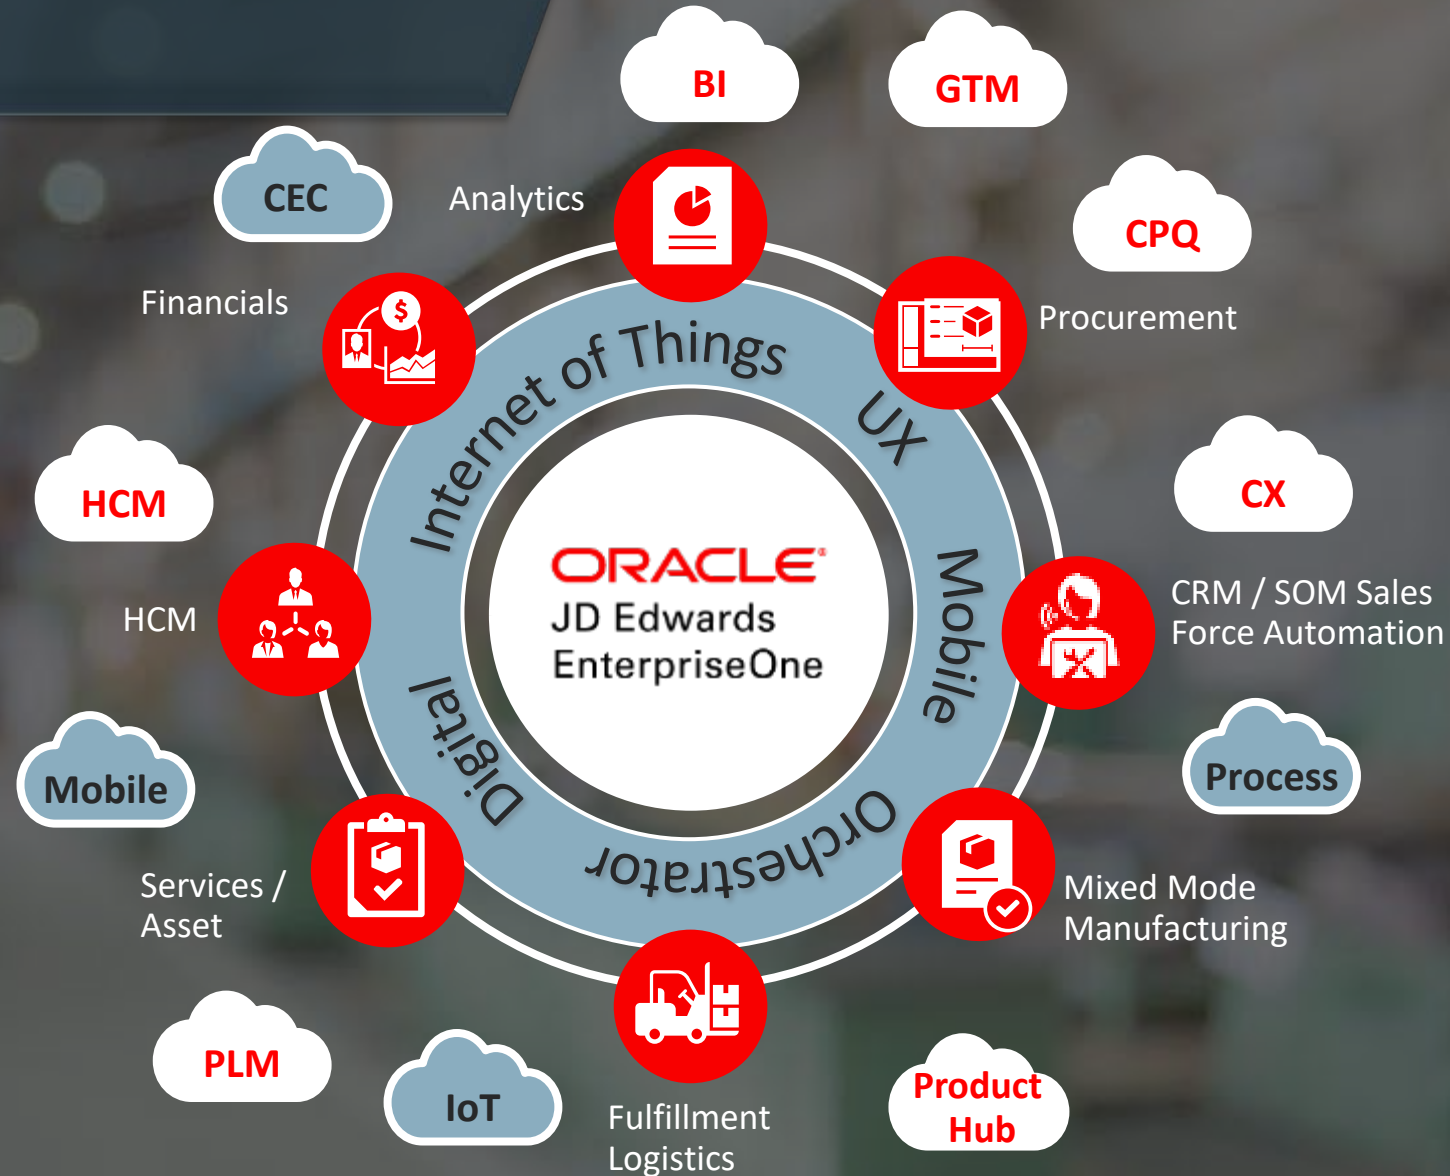 BI
GTM
CEC
Analytics
CPQ
Financials
$
Procurement
Internet of Things
UX
HCM
CX
ORACLE®
JD Edwards
EnterpriseOne
Mobile
HCM
CRM / SOM Sales
Force Automation
Digital
Mobile
Process
Orchestrator
Services /
Asset
Mixed Mode
Manufacturing
PLM
IoT
Product
Hub
Fulfillment
Logistics